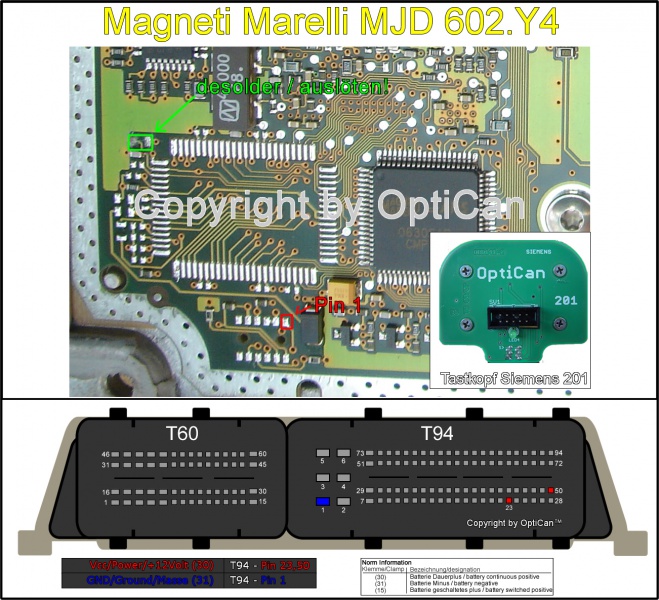 Magneti Marelli MJD 602.Y4
desolder / auslöten!
Copyright by OptiCan
Pin 1
SIEMENS
OptiCan
SV1
201
Tastkopf Siemens 201
T60
T94
46 60
31 45
16 30
1 15
5 6
3 4
1 2
73 94
51 72
29 50
7 28
23
Copyright by OptiCan™
Vss/Power/+12Volt (30) T94 - Pin 23,50
GND/Ground/Masse (31) T94 - Pin 1
Norm Information
Klemme/Clamp Bezeichnung/designation
(30) Batterie Dauerplus / battery continuous positive
(31) Batterie Minus / battery negative
(15) Batterie geschaltetes plus / battery switched positive